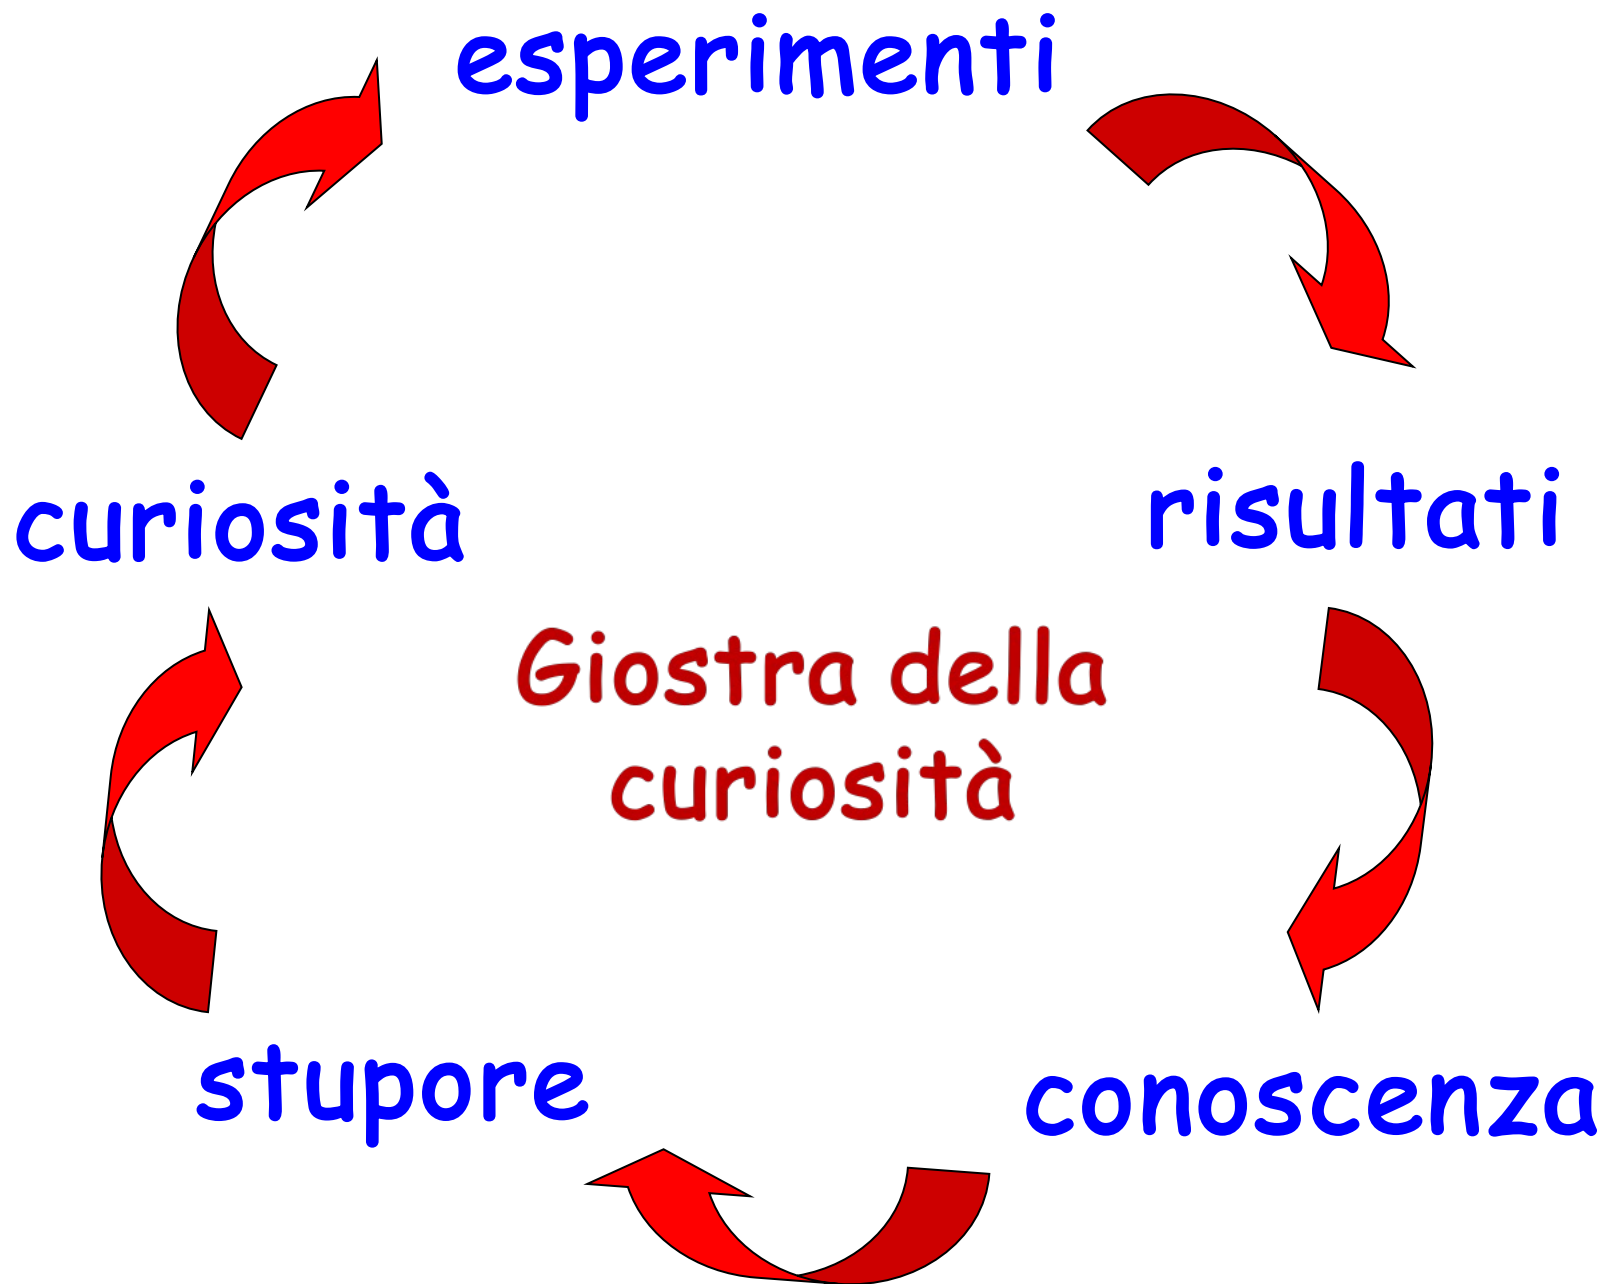 esperimenti
curiosità
risultati
Giostra della
curiosità
stupore
conoscenza